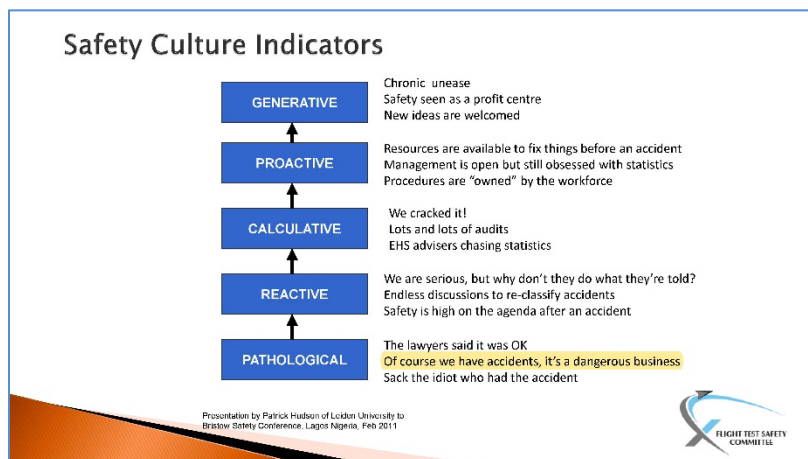 Safety Culture Indicators
GENERATIVE
Chronic unease
Safety seen as a profit centre
New ideas are welcomed
PROACTIVE
Resources are available to fix things before an accident
Management is open but still obsessed with statistics
Procedures are “owned” by the workforce
CALCULATIVE
We cracked it!
Lots and lots of audits
EHS advisers chasing statistics
REACTIVE
We are serious, but why don’t they do what they’re told?
Endless discussions to re-classify accidents
Safety is high on the agenda after an accident
PATHOLOGICAL
The lawyers said it was OK
Of course we have accidents, it’s a dangerous business
Sack the idiot who had the accident
Presentation by Patrick Hudson of Leiden University to
Bristow Safety Conference, Lagos Nigeria, Feb 2011
FLIGHT TEST SAFETY
COMMITTEE